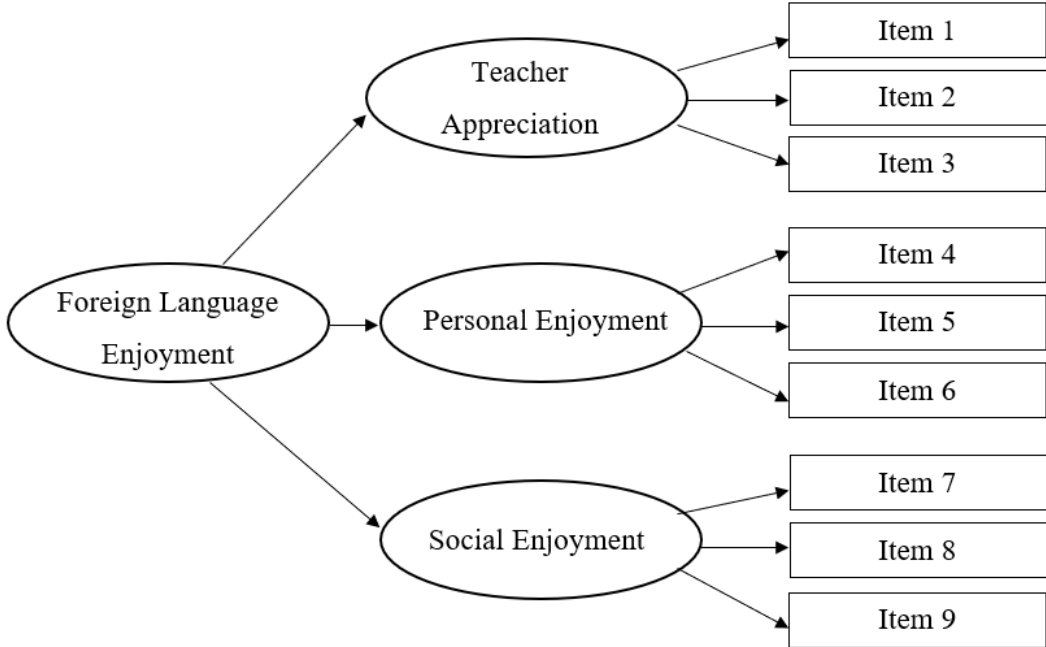 Foreign Language
Enjoyment
Teacher
Appreciation
Item 1
Item 2
Item 3
Personal Enjoyment
Item 4
Item 5
Item 6
Social Enjoyment
Item 7
Item 8
Item 9